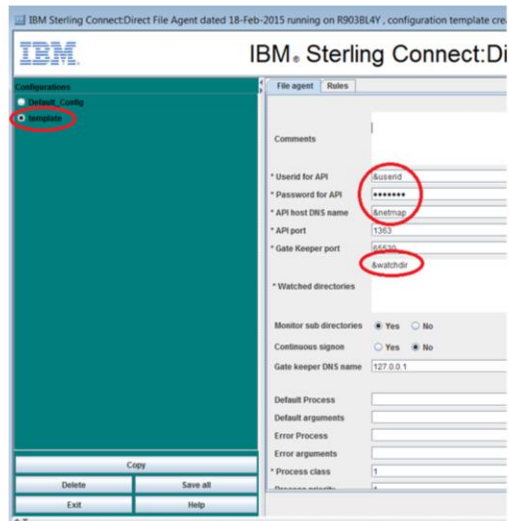 IBM Sterling Connect:Direct File Agent dated 18-Feb-2015 running on R903BL4Y , configuration template cre
IBM.
IBM® Sterling Connect:Di
Configurations
Default_Config
template
File agent Rules
Comments
* Userid for API &userid
* Password for API •••••••
* API host DNS name &netmap
* API port 1363
* Gate Keeper port 65530
* Watched directories &watchdir
Monitor sub directories Yes No
Continuous signon Yes No
Gate keeper DNS name 127.0.0.1
Default Process
Default arguments
Error Process
Error arguments
* Process class 1
Copy
Delete Save all
Exit Help